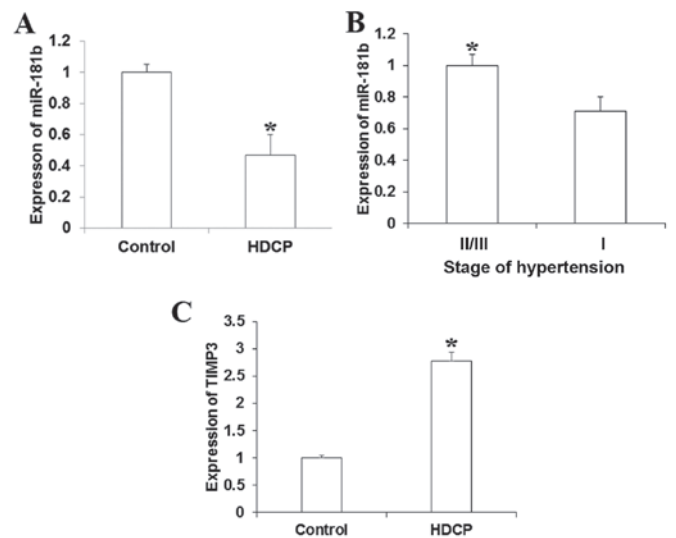 A
Expresson of miR-181b
1.2
1
0.8
0.6
0.4
0.2
0
*
Control HDCP
B
Expression of miR-181b
1.2
1
0.8
0.6
0.4
0.2
0
*
II/III I
Stage of hypertension
C
Expression of TIMP3
3.5
3
2.5
2
1.5
1
0.5
0
*
Control HDCP